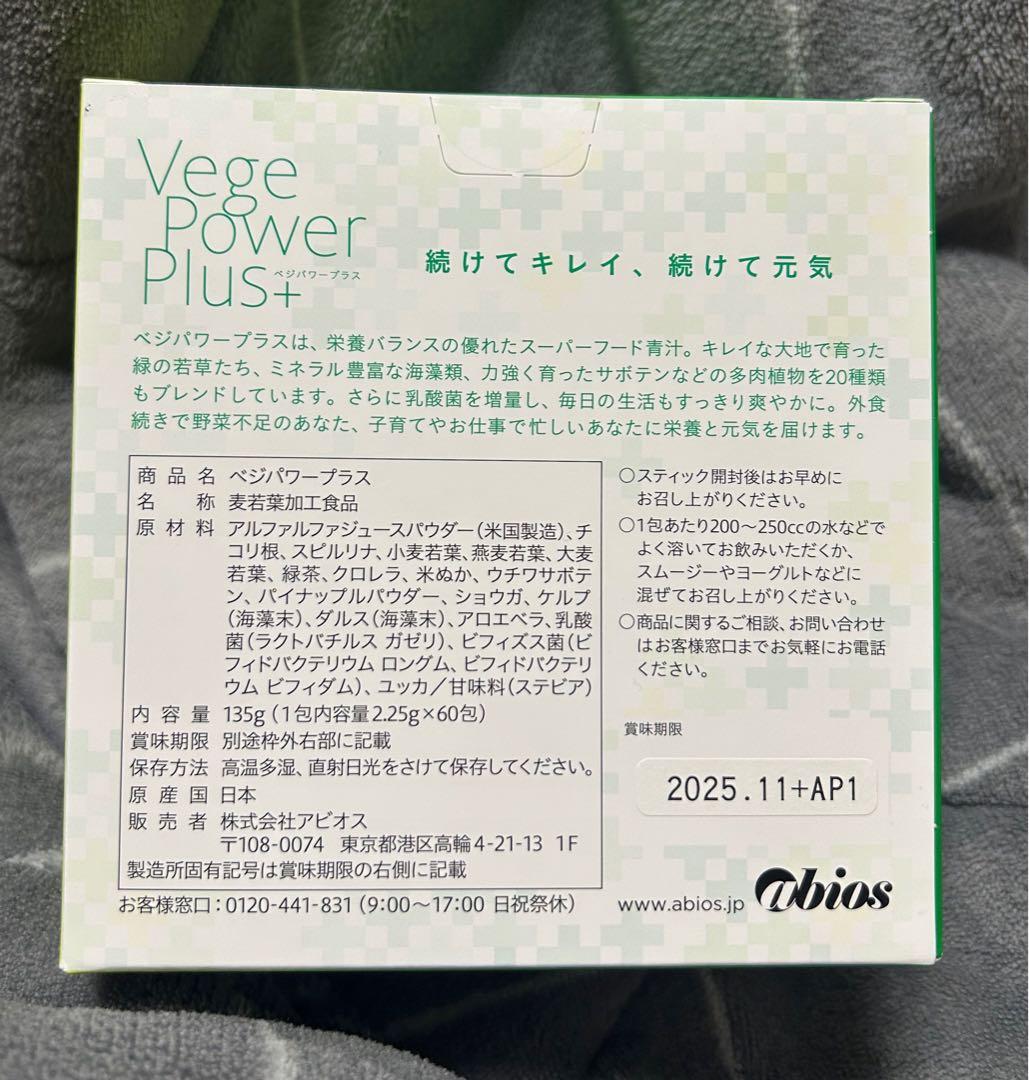 Vege
Power
Plus+
ベジパワープラス
続けてキレイ、続けて元気
ベジパワープラスは、栄養バランスの優れたスーパーフード青汁。キレイな大地で育った
緑の若草たち、ミネラル豊富な海藻類、力強く育ったサボテンなどの多肉植物を20種類
もブレンドしています。さらに乳酸菌を増量し、毎日の生活もすっきり爽やかに。外食
続きで野菜不足のあなた、子育てやお仕事で忙しいあなたに栄養と元気を届けます。
商品名 ベジパワープラス
名称 麦若葉加工食品
原材料 アルファルファジュースパウダー(米国製造)、チ
コリ根、スピルリナ、小麦若葉、燕麦若葉、大麦
若葉、緑茶、クロレラ、米ぬか、ウチワサボテ
ン、パイナップルパウダー、ショウガ、ケルプ
(海藻末)、ダルス(海藻末)、アロエベラ、乳酸
菌(ラクトバチルス ガゼリ)、ビフィズス菌(ビ
フィドバクテリウム ロングム、ビフィドバクテリ
ウム ビフィダム)、ユッカ/甘味料(ステビア)
内容量 135g(1包内容量2.25g×60包)
賞味期限 別途枠外右部に記載
保存方法 高温多湿、直射日光をさけて保存してください。
原産国 日本
販売者 株式会社アビオス
〒108-0074 東京都港区高輪4-21-13 1F
製造所固有記号は賞味期限の右側に記載
お客様窓口:0120-441-831(9:00〜17:00 日祝祭休)
○スティック開封後はお早めに
お召し上がりください。
○1包あたり200〜250ccの水などで
よく溶いてお飲みいただくか、
スムージーやヨーグルトなどに
混ぜてお召し上がりください。
○商品に関するご相談、お問い合わせ
はお客様窓口までお気軽にお電話
ください。
賞味期限
2025.11+AP1
www.abios.jp abios